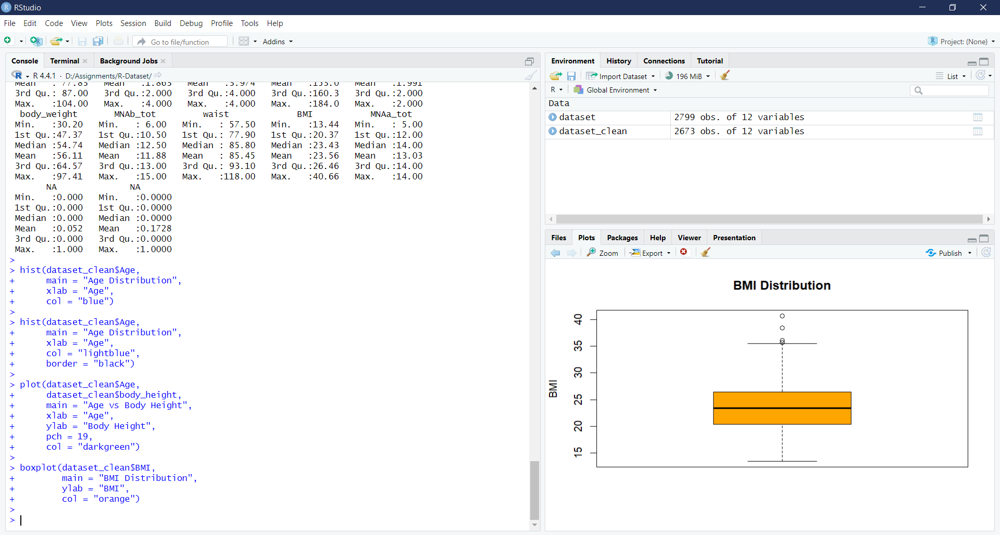 RStudio
File Edit Code View Plots Session Build Debug Profile Tools Help
Go to file/function Addins Project: (None)
Console Terminal Background Jobs
R 4.4.1 · D:/Assignments/R-Dataset/
Mean : 77.83 Mean :1.863 Mean :3.974 Mean :153.0 Mean :1.991
3rd Qu.: 87.00 3rd Qu.:2.000 3rd Qu.:4.000 3rd Qu.:160.3 3rd Qu.:2.000
Max. :104.00 Max. :4.000 Max. :4.000 Max. :184.0 Max. :2.000
body_weight MNAb_tot waist BMI MNAa_tot
Min. :30.20 Min. : 6.00 Min. : 57.50 Min. :13.44 Min. : 5.00
1st Qu.:47.37 1st Qu.:10.50 1st Qu.: 77.90 1st Qu.:20.37 1st Qu.:12.00
Median :54.74 Median :12.50 Median : 85.80 Median :23.43 Median :14.00
Mean :56.11 Mean :11.88 Mean : 85.45 Mean :23.56 Mean :13.03
3rd Qu.:64.57 3rd Qu.:13.00 3rd Qu.: 93.10 3rd Qu.:26.46 3rd Qu.:14.00
Max. :97.41 Max. :15.00 Max. :118.00 Max. :40.66 Max. :14.00
NA NA
Min. :0.000 Min. :0.0000
1st Qu.:0.000 1st Qu.:0.0000
Median :0.000 Median :0.0000
Mean :0.052 Mean :0.1728
3rd Qu.:0.000 3rd Qu.:0.0000
Max. :1.000 Max. :1.0000
>
> hist(dataset_clean$Age,
+ main = "Age Distribution",
+ xlab = "Age",
+ col = "blue")
>
> hist(dataset_clean$Age,
+ main = "Age Distribution",
+ xlab = "Age",
+ col = "lightblue",
+ border = "black")
>
> plot(dataset_clean$Age,
+ dataset_clean$body_height,
+ main = "Age vs Body Height",
+ xlab = "Age",
+ ylab = "Body Height",
+ pch = 19,
+ col = "darkgreen")
>
> boxplot(dataset_clean$BMI,
+ main = "BMI Distribution",
+ ylab = "BMI",
+ col = "orange")
>
>
Environment History Connections Tutorial
Import Dataset 196 MiB List
R Global Environment
Data
dataset 2799 obs. of 12 variables
dataset_clean 2673 obs. of 12 variables
Files Plots Packages Help Viewer Presentation
Zoom Export Publish
BMI Distribution
BMI
40
35
30
25
20
15